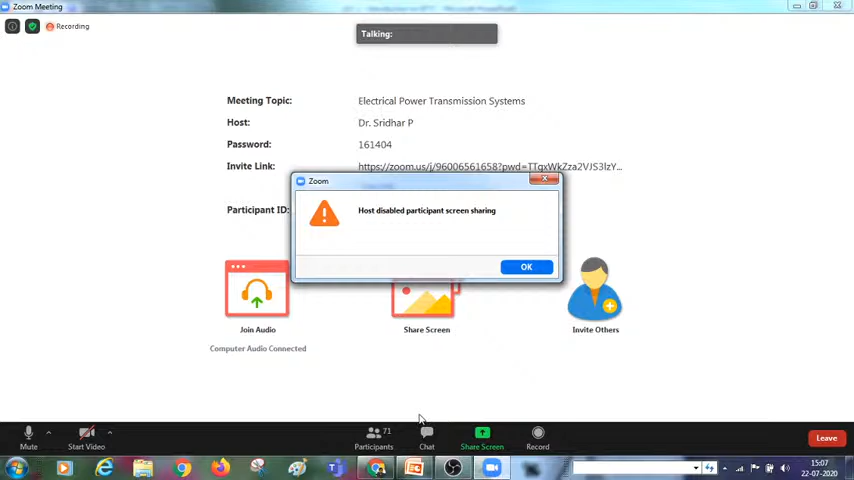 Zoom Meeting
Recording
Talking:
Meeting Topic: Electrical Power Transmission Systems
Host: Dr. Sridhar P
Password: 161404
Invite Link: https://zoom.us/j/96006561658?pwd=TTqxWkZza2VJS3lzY...
Zoom
Participant ID:
Host disabled participant screen sharing
OK
Join Audio
Share Screen
Invite Others
Computer Audio Connected
71
Mute
Start Video
Participants
Chat
Share Screen
Record
Leave
15:07
22-07-2020